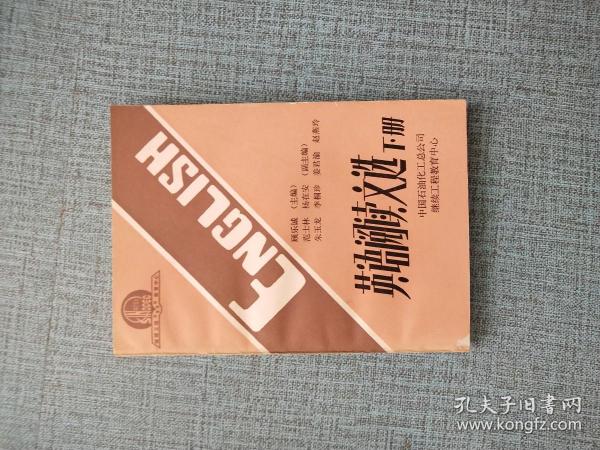 ENGLISH
顾乐诚 (主编)
范士林 杨在安 (副主编)
朱玉龙 李桐珍 姜君渝 赵燕玲
英语阅读文选 下册
中国石油化工总公司
继续工程教育中心
孔夫子旧书网
www.kongfz.com